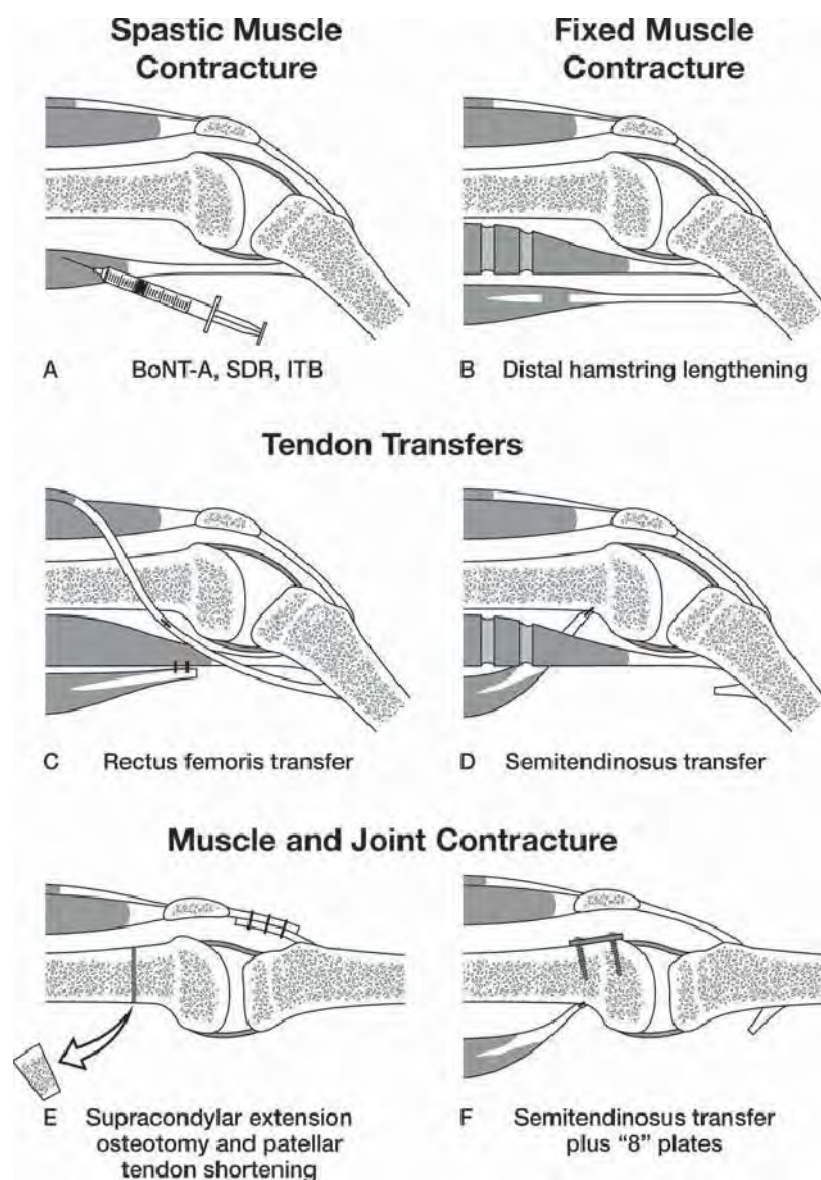 Spastic Muscle
Contracture
Fixed Muscle
Contracture
A BoNT-A, SDR, ITB
B Distal hamstring lengthening
Tendon Transfers
C Rectus femoris transfer
D Semitendinosus transfer
Muscle and Joint Contracture
E Supracondylar extension
osteotomy and patellar
tendon shortening
F Semitendinosus transfer
plus “8” plates